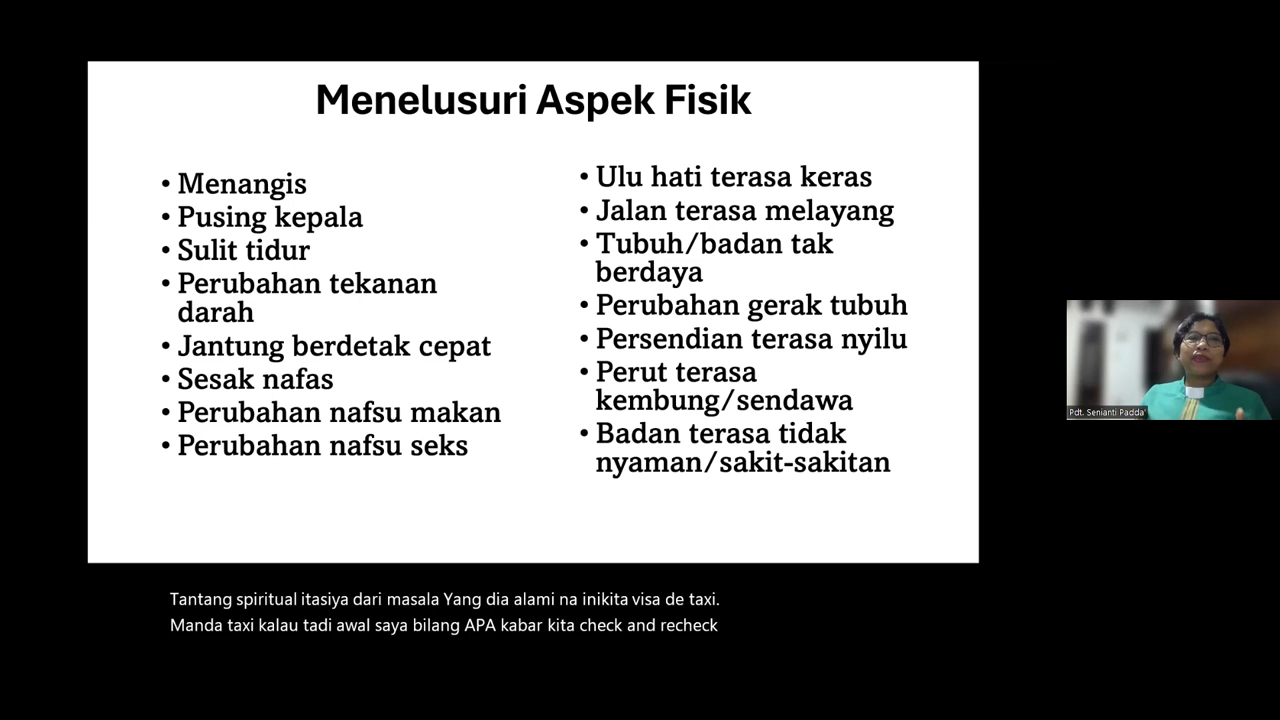 Menelusuri Aspek Fisik
• Menangis
• Pusing kepala
• Sulit tidur
• Perubahan tekanan
darah
• Jantung berdetak cepat
• Sesak nafas
• Perubahan nafsu makan
• Perubahan nafsu seks
• Ulu hati terasa keras
• Jalan terasa melayang
• Tubuh/badan tak
berdaya
• Perubahan gerak tubuh
• Persendian terasa nyilu
• Perut terasa
kembung/sendawa
• Badan terasa tidak
nyaman/sakit-sakitan
Pdt. Senianti Padda'
Tantang spiritual itasiya dari masala Yang dia alami na inikita visa de taxi.
Manda taxi kalau tadi awal saya bilang APA kabar kita check and recheck